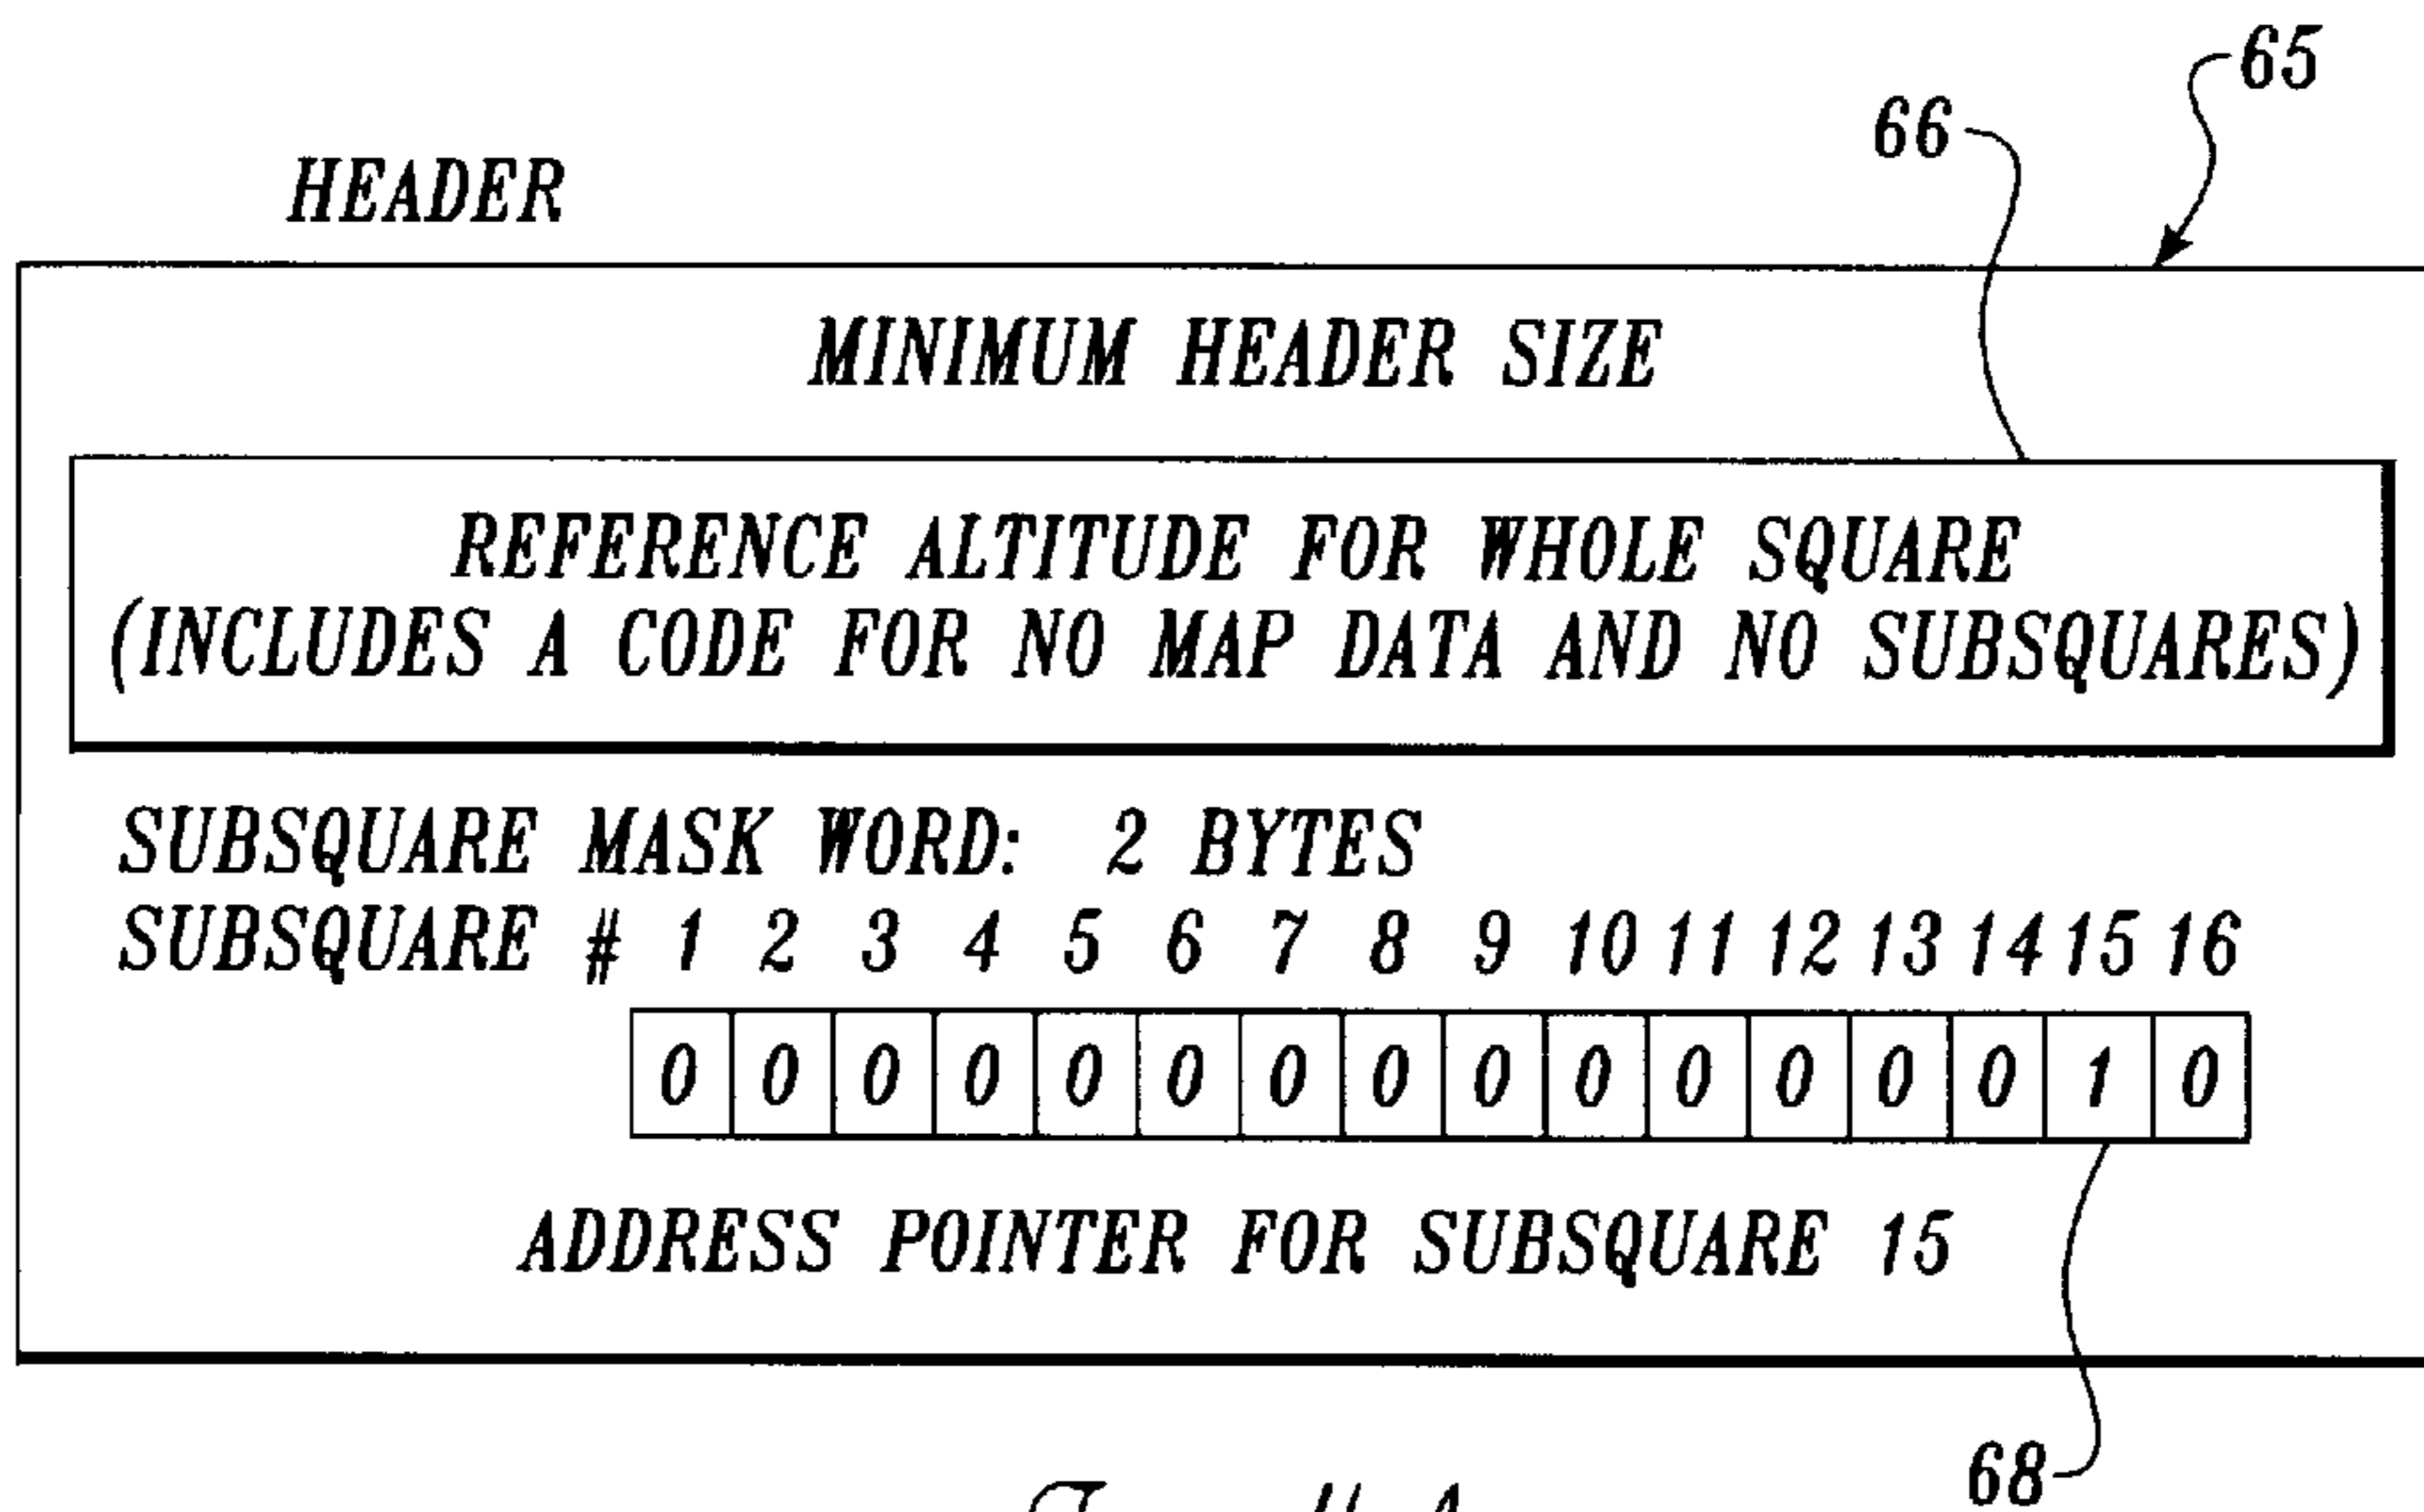 65
66
HEADER
MINIMUM HEADER SIZE
REFERENCE ALTITUDE FOR WHOLE SQUARE
(INCLUDES A CODE FOR NO MAP DATA AND NO SUBSQUARES)
SUBSQUARE MASK WORD: 2 BYTES
SUBSQUARE # 1 2 3 4 5 6 7 8 9 10 11 12 13 14 15 16
0 0 0 0 0 0 0 0 0 0 0 0 0 0 1 0
ADDRESS POINTER FOR SUBSQUARE 15
68